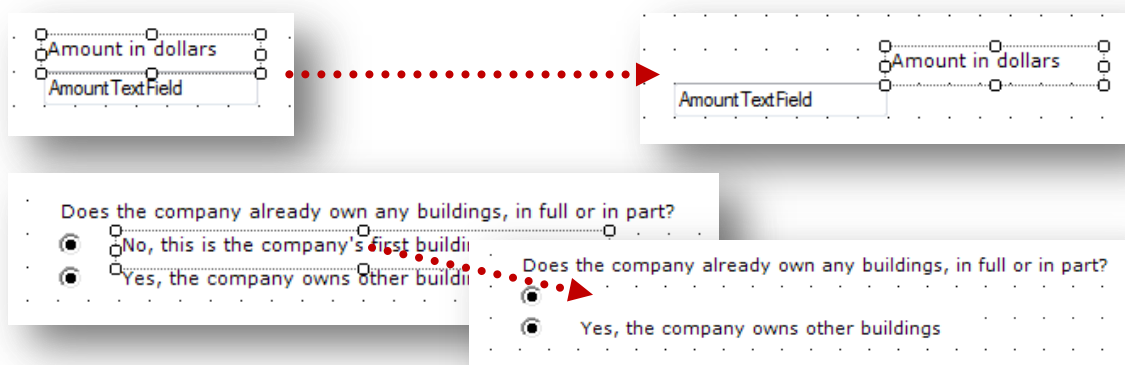 Amount in dollars
AmountTextField
Amount in dollars
AmountTextField
Does the company already own any buildings, in full or in part?
No, this is the company's first
Yes, the company owns other
Does the company already own any buildings, in full or in part?
Yes, the company owns other buildings